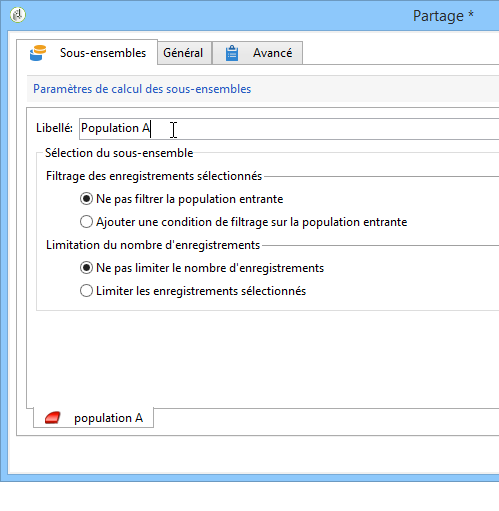 Partage *
Sous-ensembles Général Avancé
Paramètres de calcul des sous-ensembles
Libellé: Population A
Sélection du sous-ensemble
Filtrage des enregistrements sélectionnés
Ne pas filtrer la population entrante
Ajouter une condition de filtrage sur la population entrante
Limitation du nombre d'enregistrements
Ne pas limiter le nombre d'enregistrements
Limiter les enregistrements sélectionnés
population A